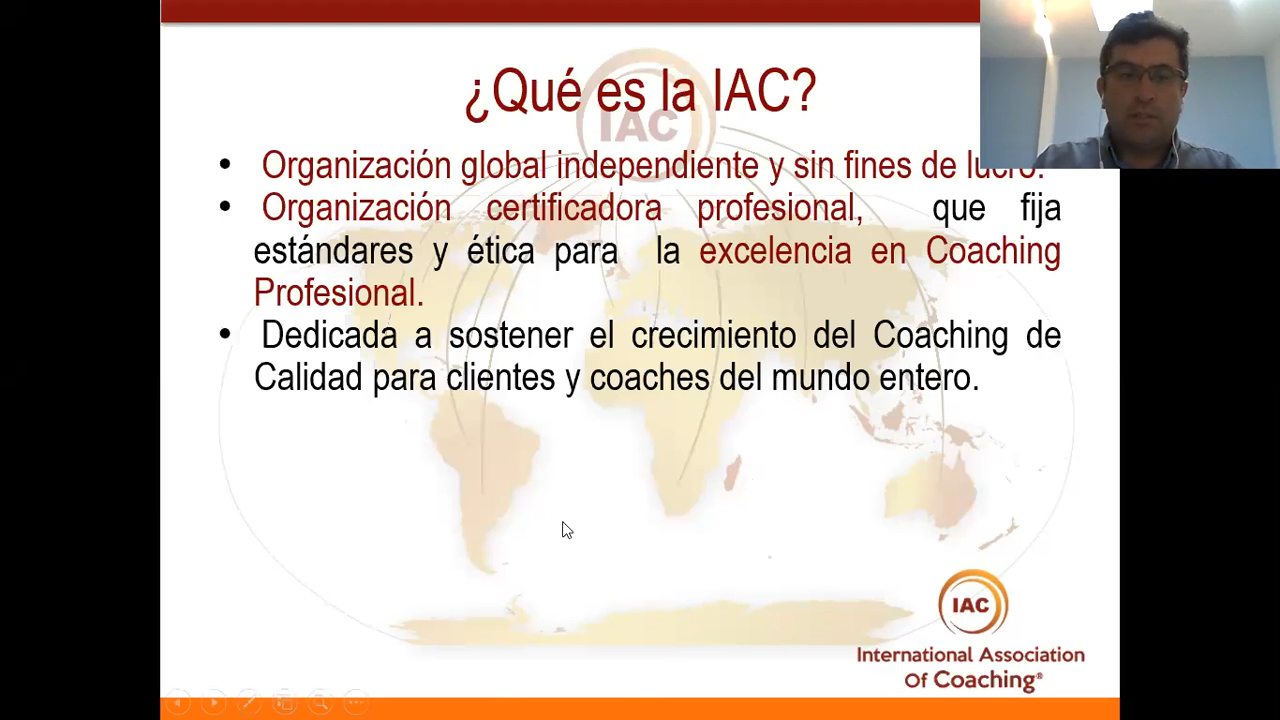 ¿Qué es la IAC?
IAC
• Organización global independiente y sin fines de lucro.
• Organización certificadora profesional, que fija
estándares y ética para la excelencia en Coaching
Profesional.
• Dedicada a sostener el crecimiento del Coaching de
Calidad para clientes y coaches del mundo entero.
IAC
International Association
Of Coaching®